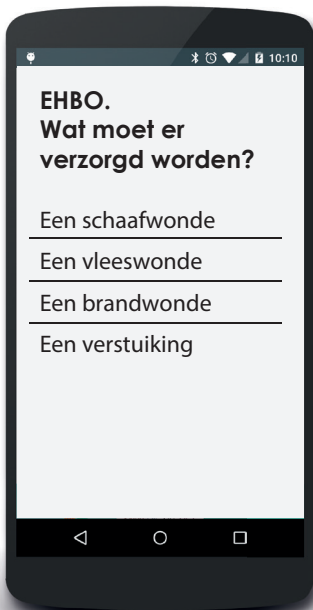 10:10
EHBO.
Wat moet er
verzorgd worden?
Een schaafwonde
Een vleeswonde
Een brandwonde
Een verstuiking